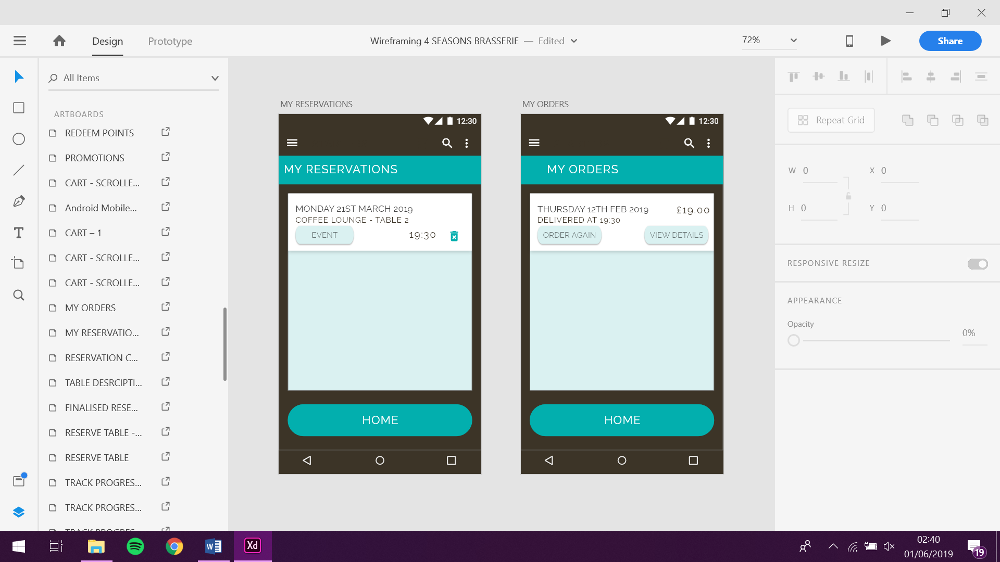 Design
Prototype
Wireframing 4 SEASONS BRASSERIE — Edited
72%
Share
All Items
ARTBOARDS
REDEEM POINTS
PROMOTIONS
CART - SCROLLE...
Android Mobile...
CART – 1
CART - SCROLLE...
CART - SCROLLE...
MY ORDERS
MY RESERVATIO...
RESERVATION C...
TABLE DESRCIPTI...
FINALISED RESE...
RESERVE TABLE -...
RESERVE TABLE
TRACK PROGRES...
TRACK PROGRES...
TRACK PROGRES...
MY RESERVATIONS
12:30
MY RESERVATIONS
MONDAY 21ST MARCH 2019
COFFEE LOUNGE - TABLE 2
EVENT
19:30
HOME
MY ORDERS
12:30
MY ORDERS
THURSDAY 12TH FEB 2019
£19.00
DELIVERED AT 19:30
ORDER AGAIN
VIEW DETAILS
HOME
Repeat Grid
W 0
X 0
H 0
Y 0
RESPONSIVE RESIZE
APPEARANCE
Opacity
0%
W
Xd
02:40
01/06/2019
19